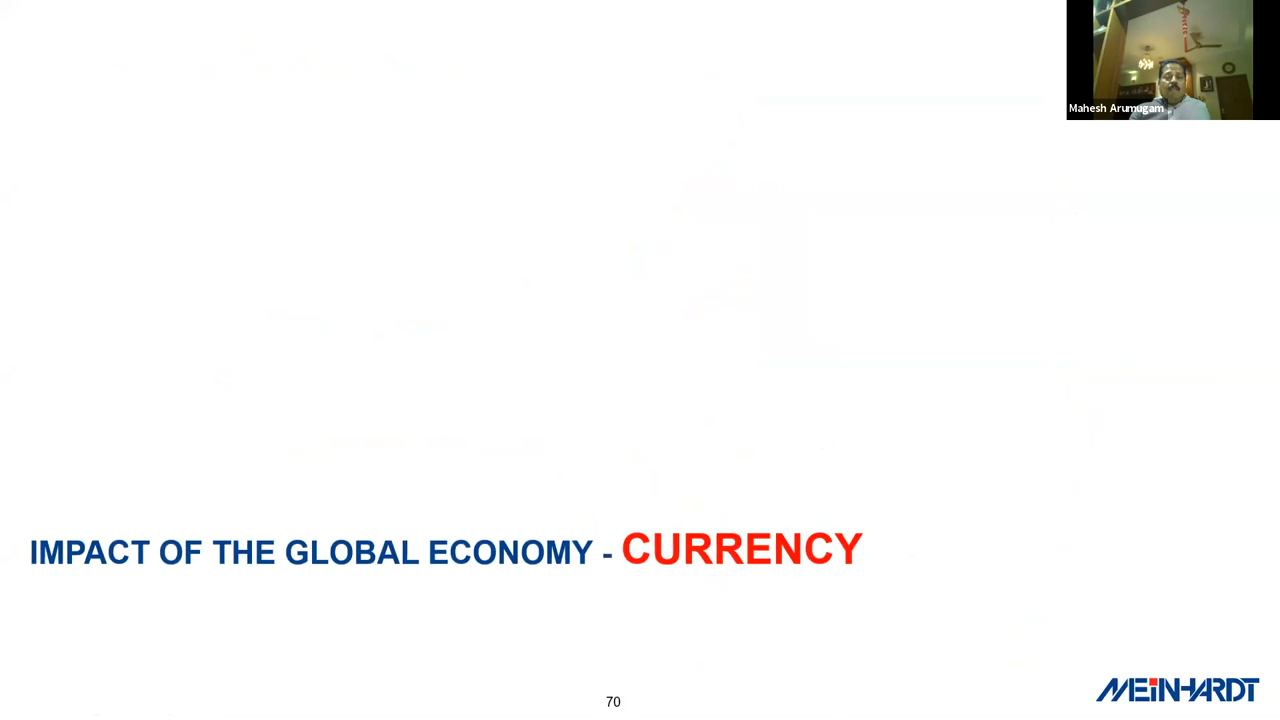 Mahesh Arumugam
IMPACT OF THE GLOBAL ECONOMY - CURRENCY
70
MEINHARDT